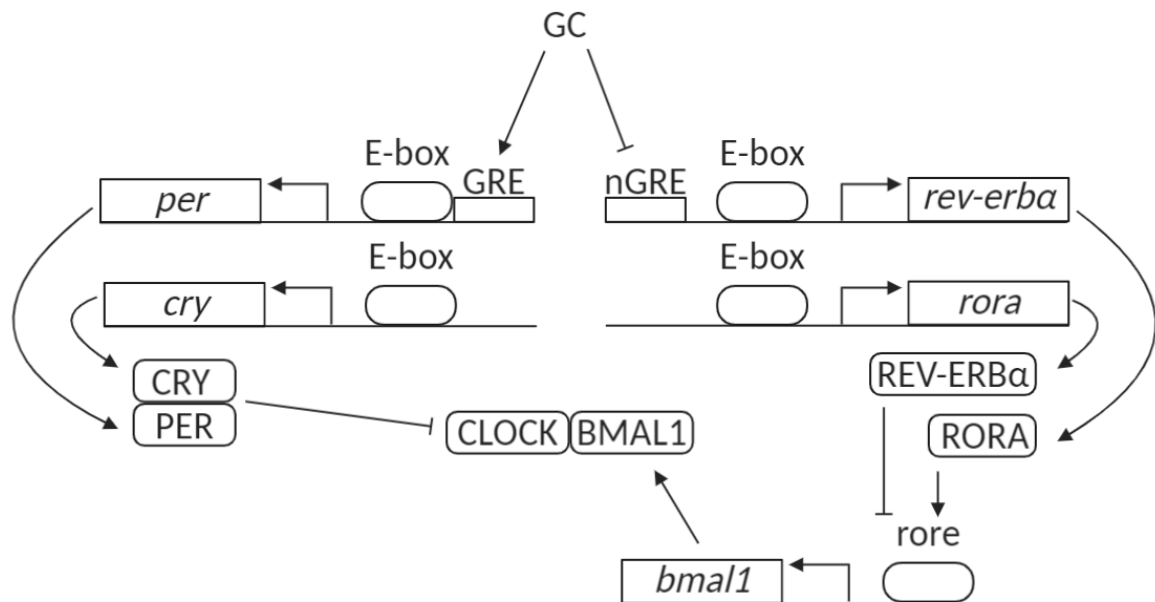 GC
E-box
GRE
nGRE
E-box
per
rev-erbα
E-box
E-box
cry
rora
CRY
PER
CLOCK
BMAL1
REV-ERBα
RORA
rore
bmal1